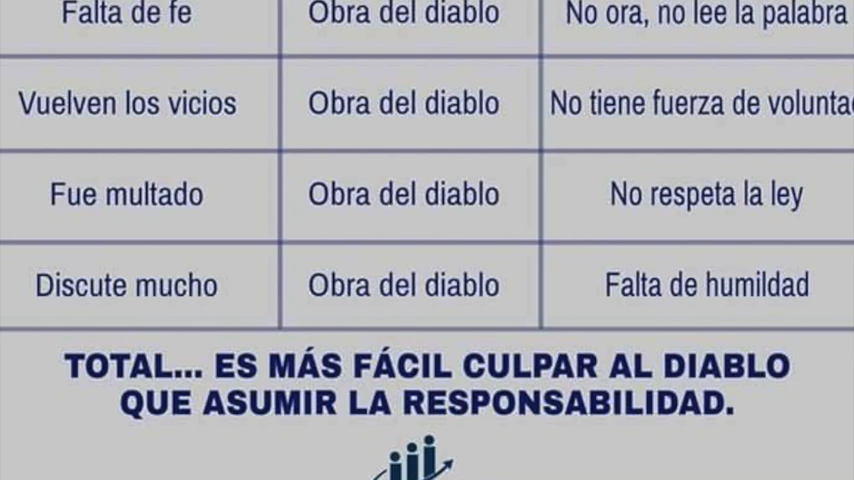 Falta de fe Obra del diablo No ora, no lee la palabra
Vuelven los vicios Obra del diablo No tiene fuerza de
Fue multado Obra del diablo No respeta la ley
Discute mucho Obra del diablo Falta de humildad
TOTAL... ES MÁS FÁCIL CULPAR AL DIABLO
QUE ASUMIR LA RESPONSABILIDAD.